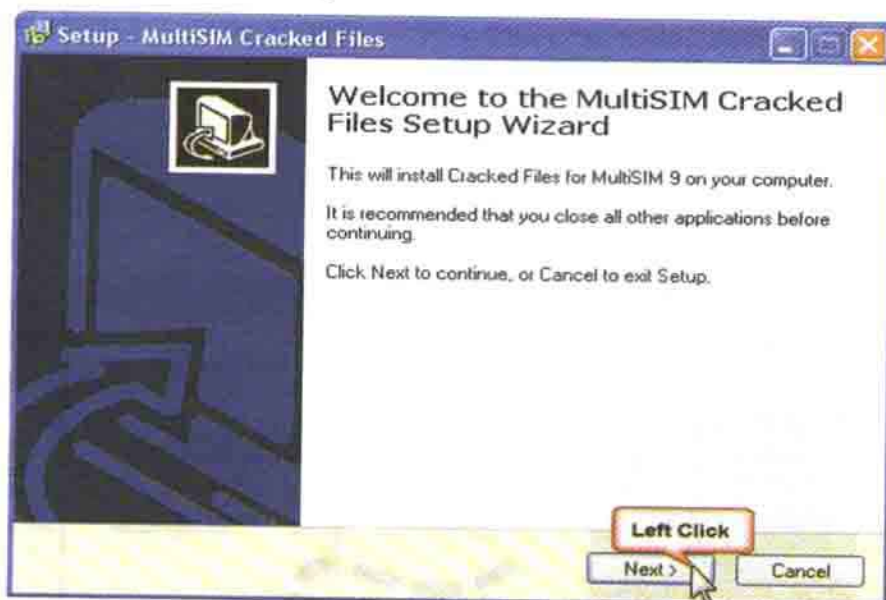 Setup - MultiSIM Cracked Files
Welcome to the MultiSIM Cracked
Files Setup Wizard
This will install Cracked Files for MultiSIM 9 on your computer.
It is recommended that you close all other applications before
continuing.
Click Next to continue, or Cancel to exit Setup.
Left Click
Next >
Cancel